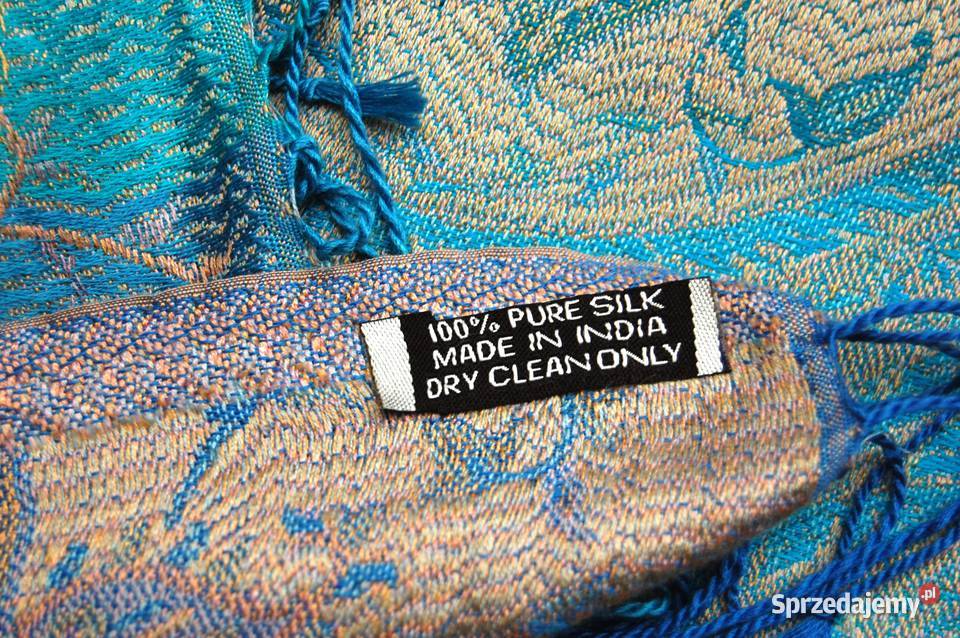 100% PURE SILK
MADE IN INDIA
DRY CLEAN ONLY
Sprzedajemy.pl